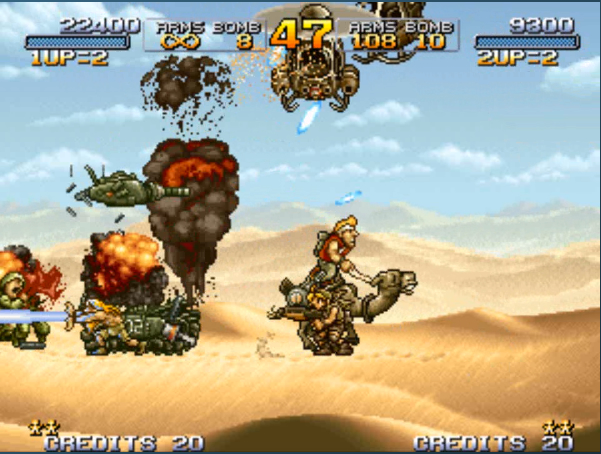 22400 ARMS BOMB 47 ARMS BOMB 9300
∞ 8 108 10
1UP=2 2UP=2
CREDITS 20 CREDITS 20